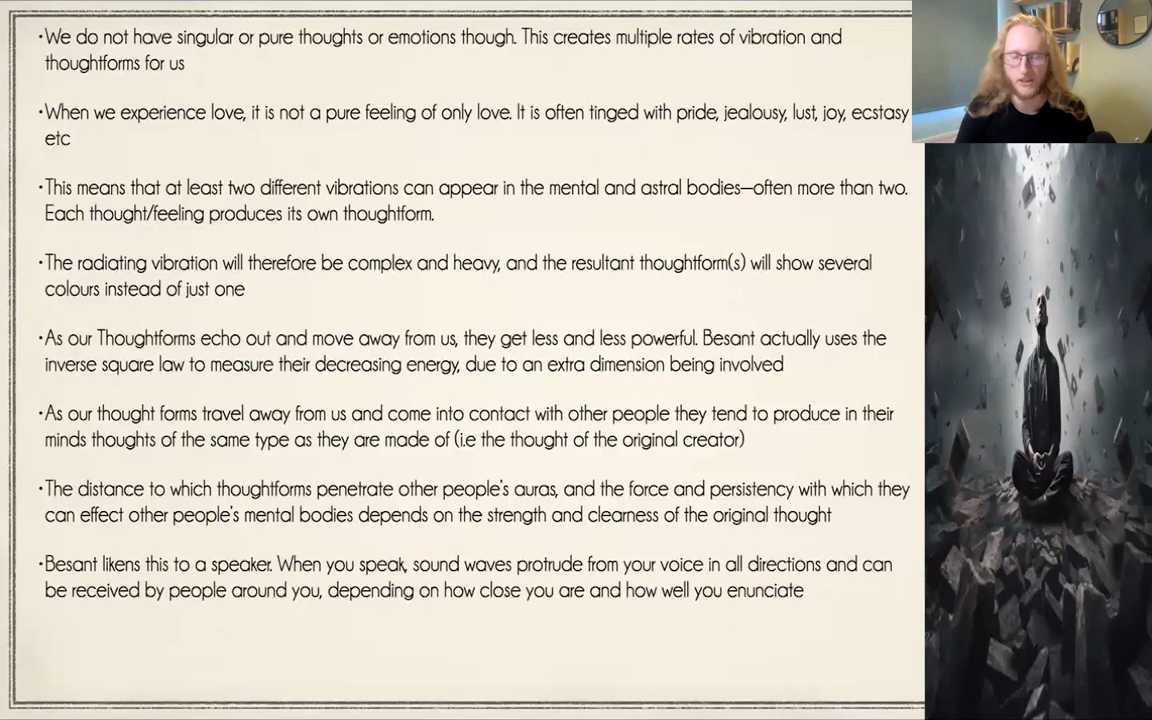 •We do not have singular or pure thoughts or emotions though. This creates multiple rates of vibration and
thoughtforms for us
•When we experience love, it is not a pure feeling of only love. It is often tinged with pride, jealousy, lust, joy, ecstasy
etc
•This means that at least two different vibrations can appear in the mental and astral bodies—often more than two.
Each thought/feeling produces its own thoughtform.
•The radiating vibration will therefore be complex and heavy, and the resultant thoughtform(s) will show several
colours instead of just one
•As our Thoughtforms echo out and move away from us, they get less and less powerful. Besant actually uses the
inverse square law to measure their decreasing energy, due to an extra dimension being involved
•As our thought forms travel away from us and come into contact with other people they tend to produce in their
minds thoughts of the same type as they are made of (i.e the thought of the original creator)
•The distance to which thoughtforms penetrate other people's auras, and the force and persistency with which they
can effect other people's mental bodies depends on the strength and clearness of the original thought
•Besant likens this to a speaker. When you speak, sound waves protrude from your voice in all directions and can
be received by people around you, depending on how close you are and how well you enunciate